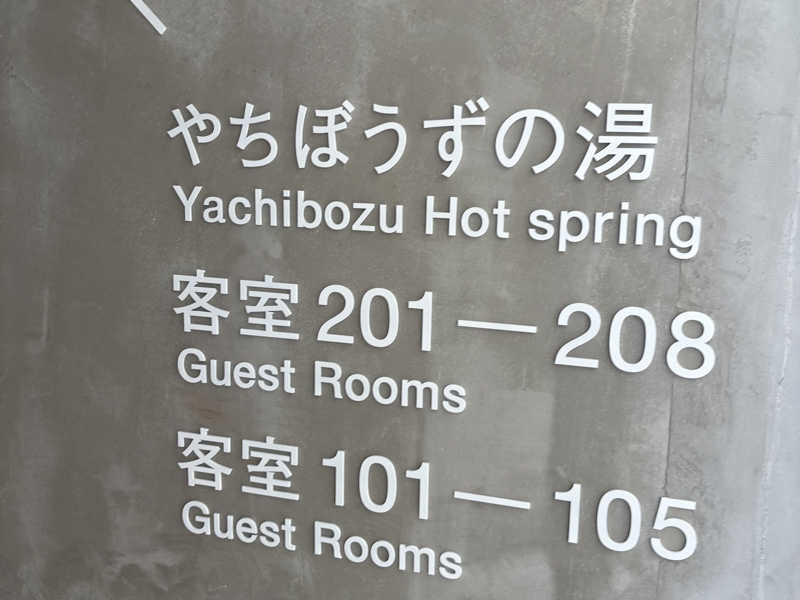 やちぼうずの湯
Yachibozu Hot spring
客室 201—208
Guest Rooms
客室 101—105
Guest Rooms